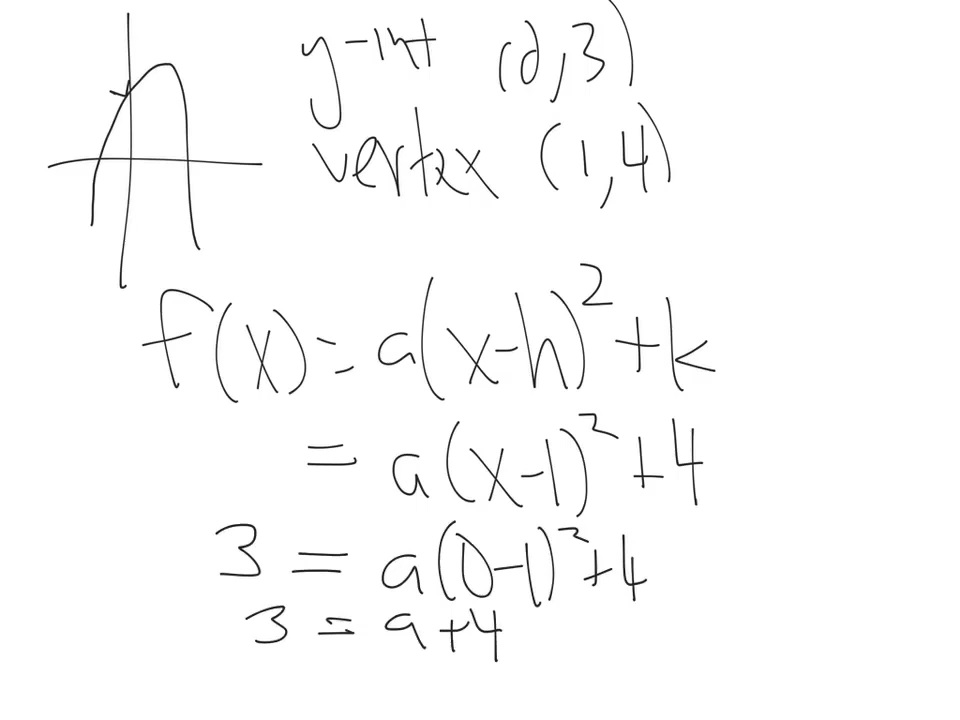 y-int (0,3)
vertex (1,4)
f(x) = a(x-h)² + k
= a(x-1)² + 4
3 = a(0-1)² + 4
3 = a+4